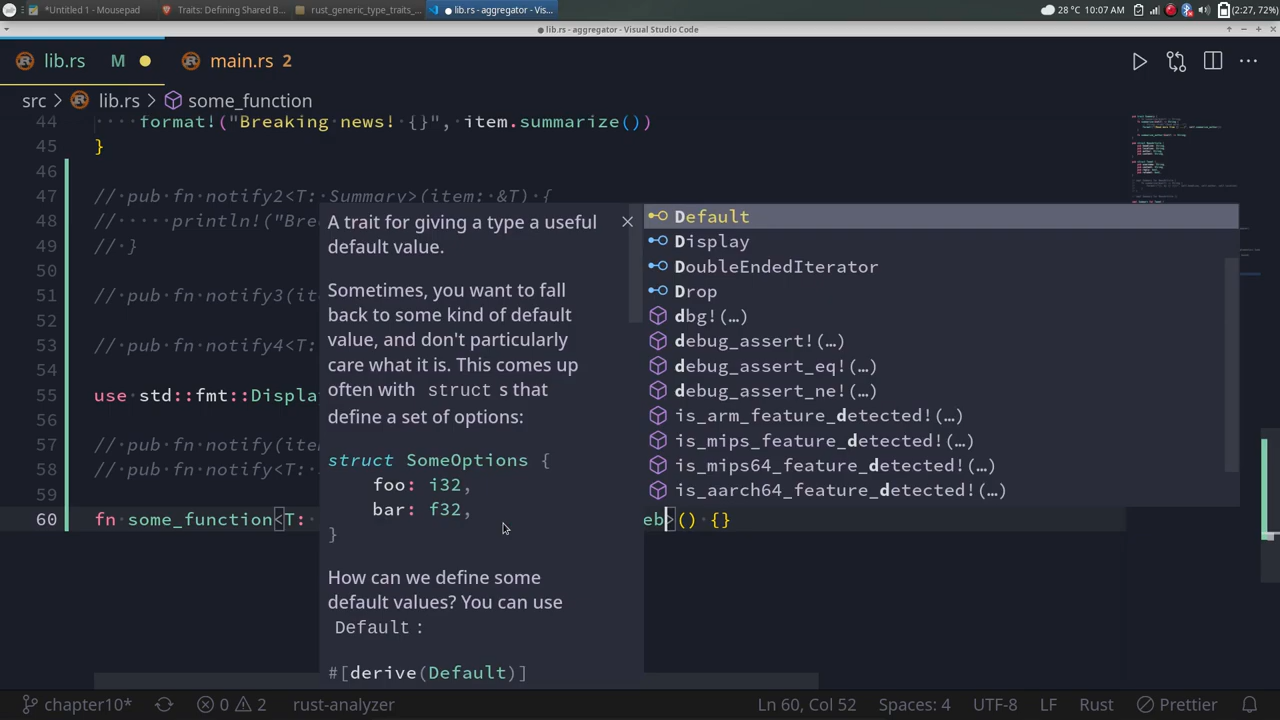 *Untitled 1 - Mousepad
Traits: Defining Shared B...
rust_generic_type_traits_...
● lib.rs - aggregator - Vis...
28 °C 10:07 AM
(2:27, 72%)
● lib.rs - aggregator - Visual Studio Code
lib.rs M ●
main.rs 2
src > lib.rs > some_function
44 ····format!("Breaking news! {}", item.summarize())
45 }
46
47 //·pub·fn·notify2<T:·Summary>(item:·&T)·{
48 //·····println!("Bre
49 //·}
50
51 //·pub·fn·notify3(ite
52
53 //·pub·fn·notify4<T:
54
55 use std::fmt::Displa
56
57 //·pub·fn·notify(item
58 //·pub·fn·notify<T:
59
60 fn·some_function<T: eb>()·{}
A trait for giving a type a useful
default value.
Sometimes, you want to fall
back to some kind of default
value, and don't particularly
care what it is. This comes up
often with struct s that
define a set of options:
struct SomeOptions {
foo: i32,
bar: f32,
}
How can we define some
default values? You can use
Default :
#[derive(Default)]
Default
Display
DoubleEndedIterator
Drop
dbg!(…)
debug_assert!(…)
debug_assert_eq!(…)
debug_assert_ne!(…)
is_arm_feature_detected!(…)
is_mips_feature_detected!(…)
is_mips64_feature_detected!(…)
is_aarch64_feature_detected!(…)
chapter10* 0 2 rust-analyzer Ln 60, Col 52 Spaces: 4 UTF-8 LF Rust Prettier